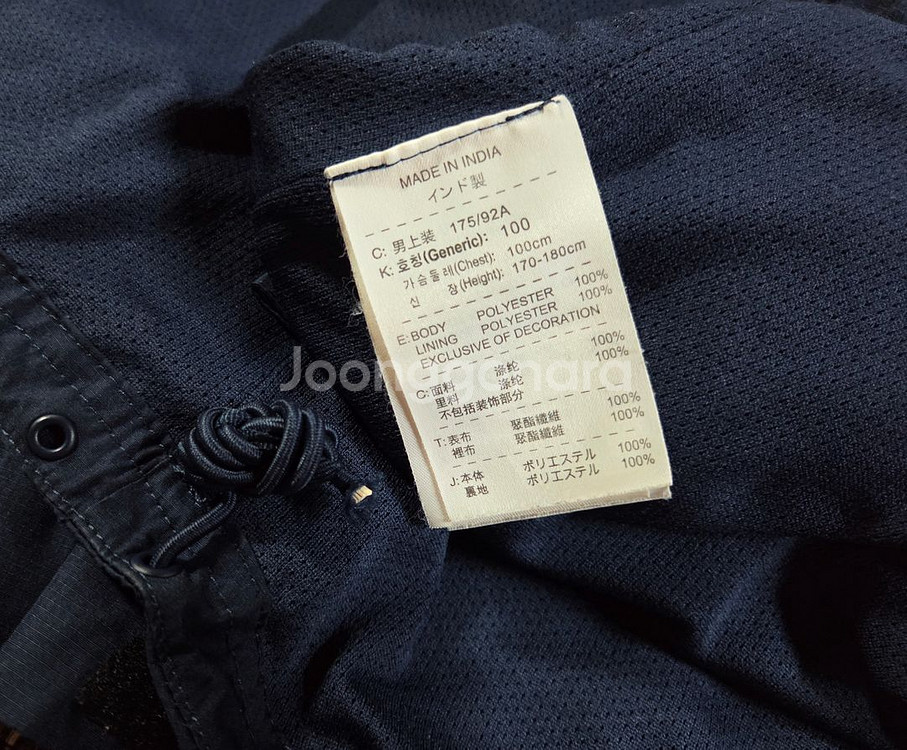 MADE IN INDIA
インド製
C: 男上装 175/92A
K: 호칭(Generic): 100
가슴둘레(Chest): 100cm
신 장(Height): 170-180cm
E: BODY POLYESTER 100%
LINING POLYESTER 100%
EXCLUSIVE OF DECORATION
C: 面料 涤纶 100%
里料 涤纶 100%
不包括装饰部分
T: 表布 聚酯纖維 100%
裡布 聚酯纖維 100%
J: 本体 ポリエステル 100%
裏地 ポリエステル 100%
Joonggonara